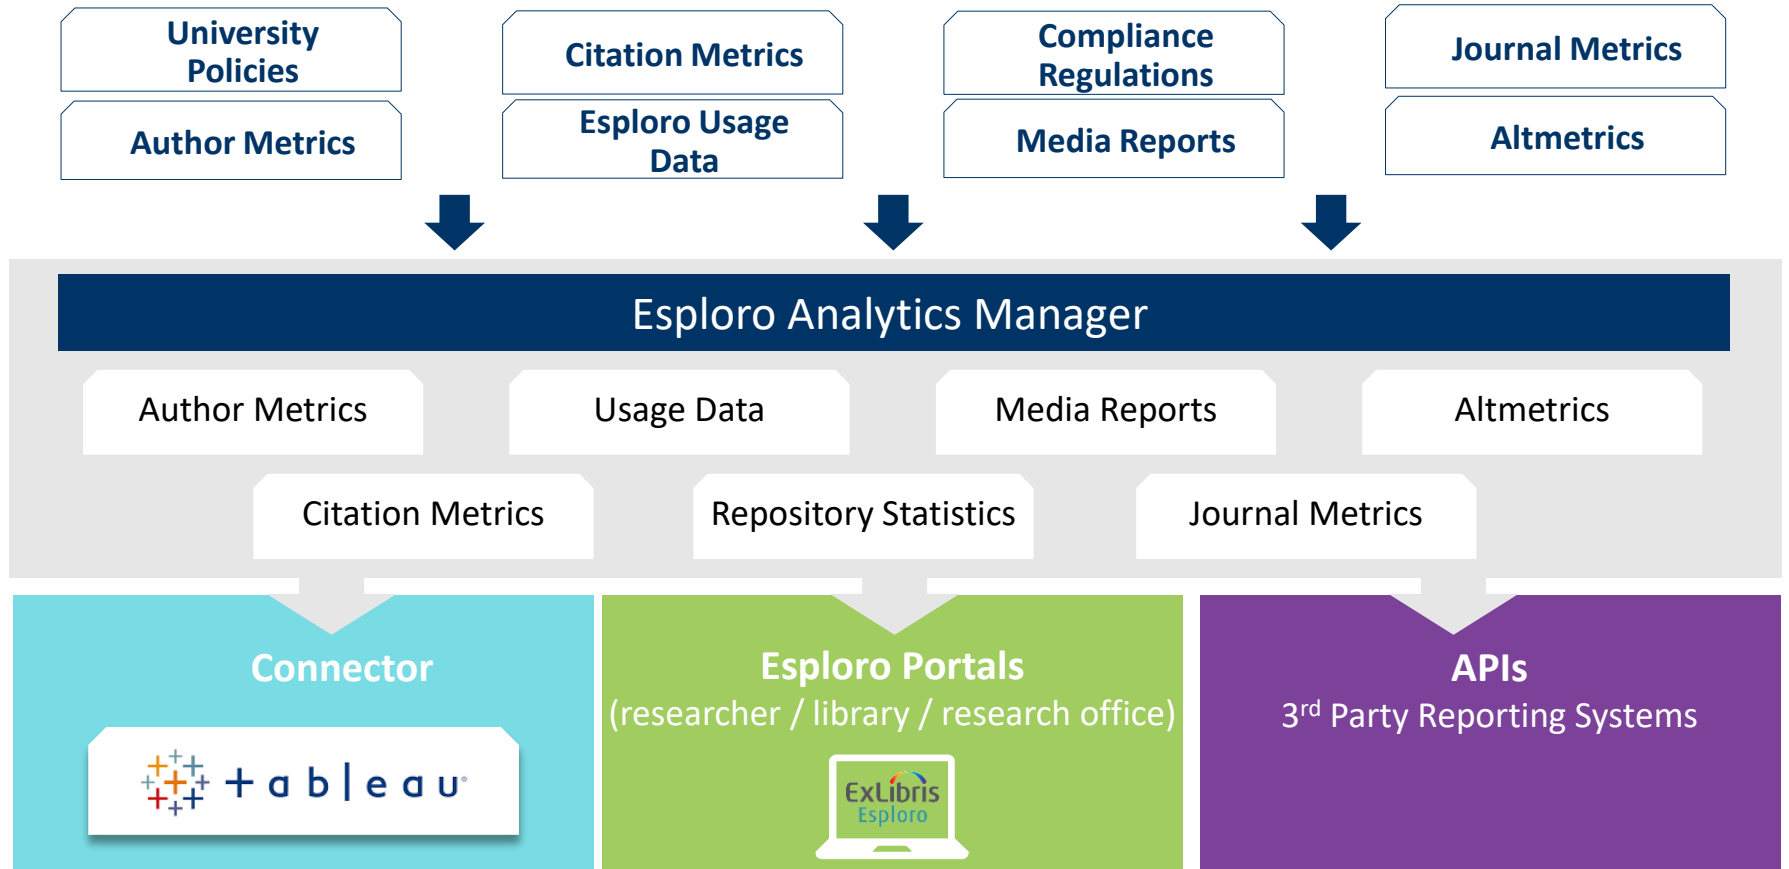 University
Policies
Citation Metrics
Compliance
Regulations
Journal Metrics
Author Metrics
Esploro Usage
Data
Media Reports
Altmetrics
Esploro Analytics Manager
Author Metrics
Usage Data
Media Reports
Altmetrics
Citation Metrics
Repository Statistics
Journal Metrics
Connector
+ableau®
Esploro Portals
(researcher / library / research office)
ExLibris
Esploro
APIs
3rd Party Reporting Systems